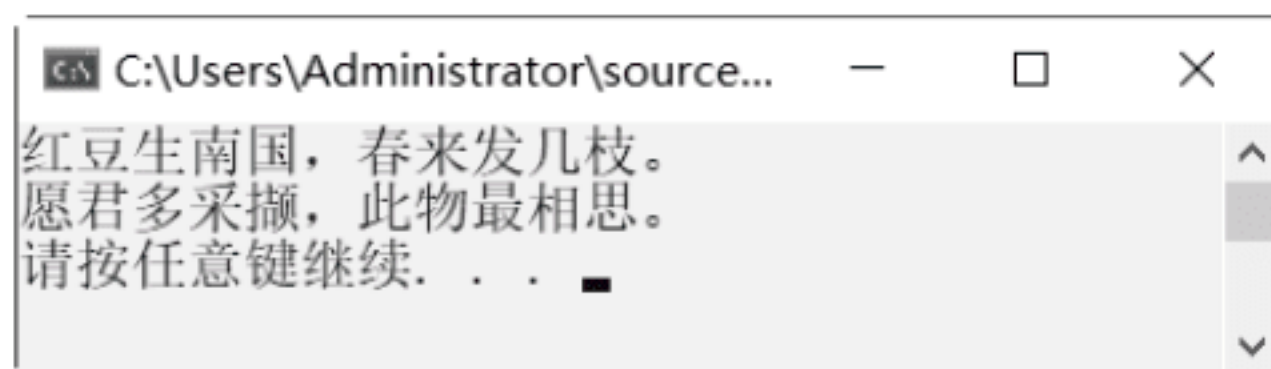 C:\Users\Administrator\source...
红豆生南国，春来发几枝。
愿君多采撷，此物最相思。
请按任意键继续. . .